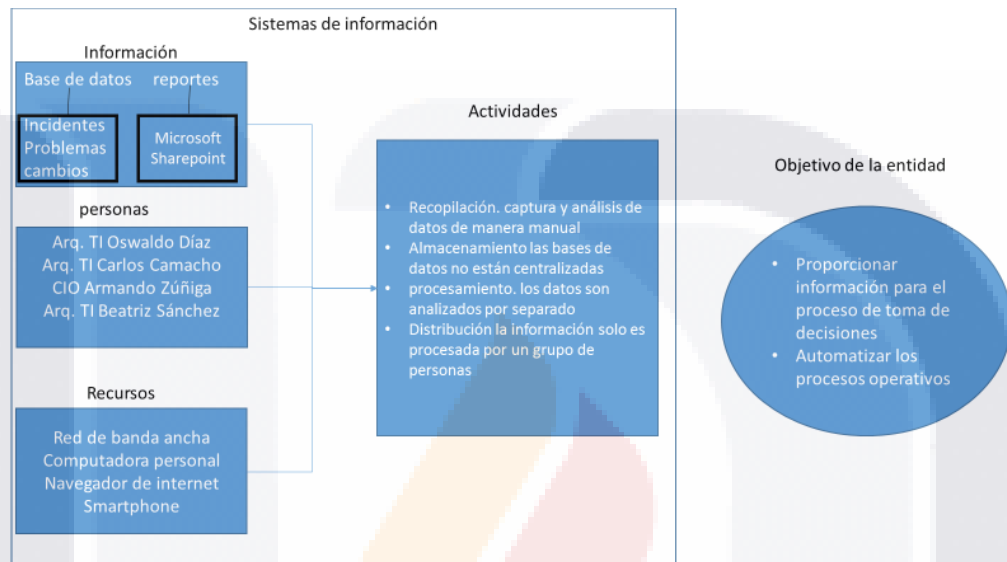 Sistemas de información
Información
Base de datos reportes
Incidentes
Problemas
cambios
Microsoft
Sharepoint
personas
Arq. TI Oswaldo Díaz
Arq. TI Carlos Camacho
CIO Armando Zúñiga
Arq. TI Beatriz Sánchez
Recursos
Red de banda ancha
Computadora personal
Navegador de internet
Smartphone
Actividades
• Recopilación. captura y análisis de
datos de manera manual
• Almacenamiento las bases de
datos no están centralizadas
• procesamiento. los datos son
analizados por separado
• Distribución la información solo es
procesada por un grupo de
personas
Objetivo de la entidad
• Proporcionar
información para el
proceso de toma de
decisiones
• Automatizar los
procesos operativos